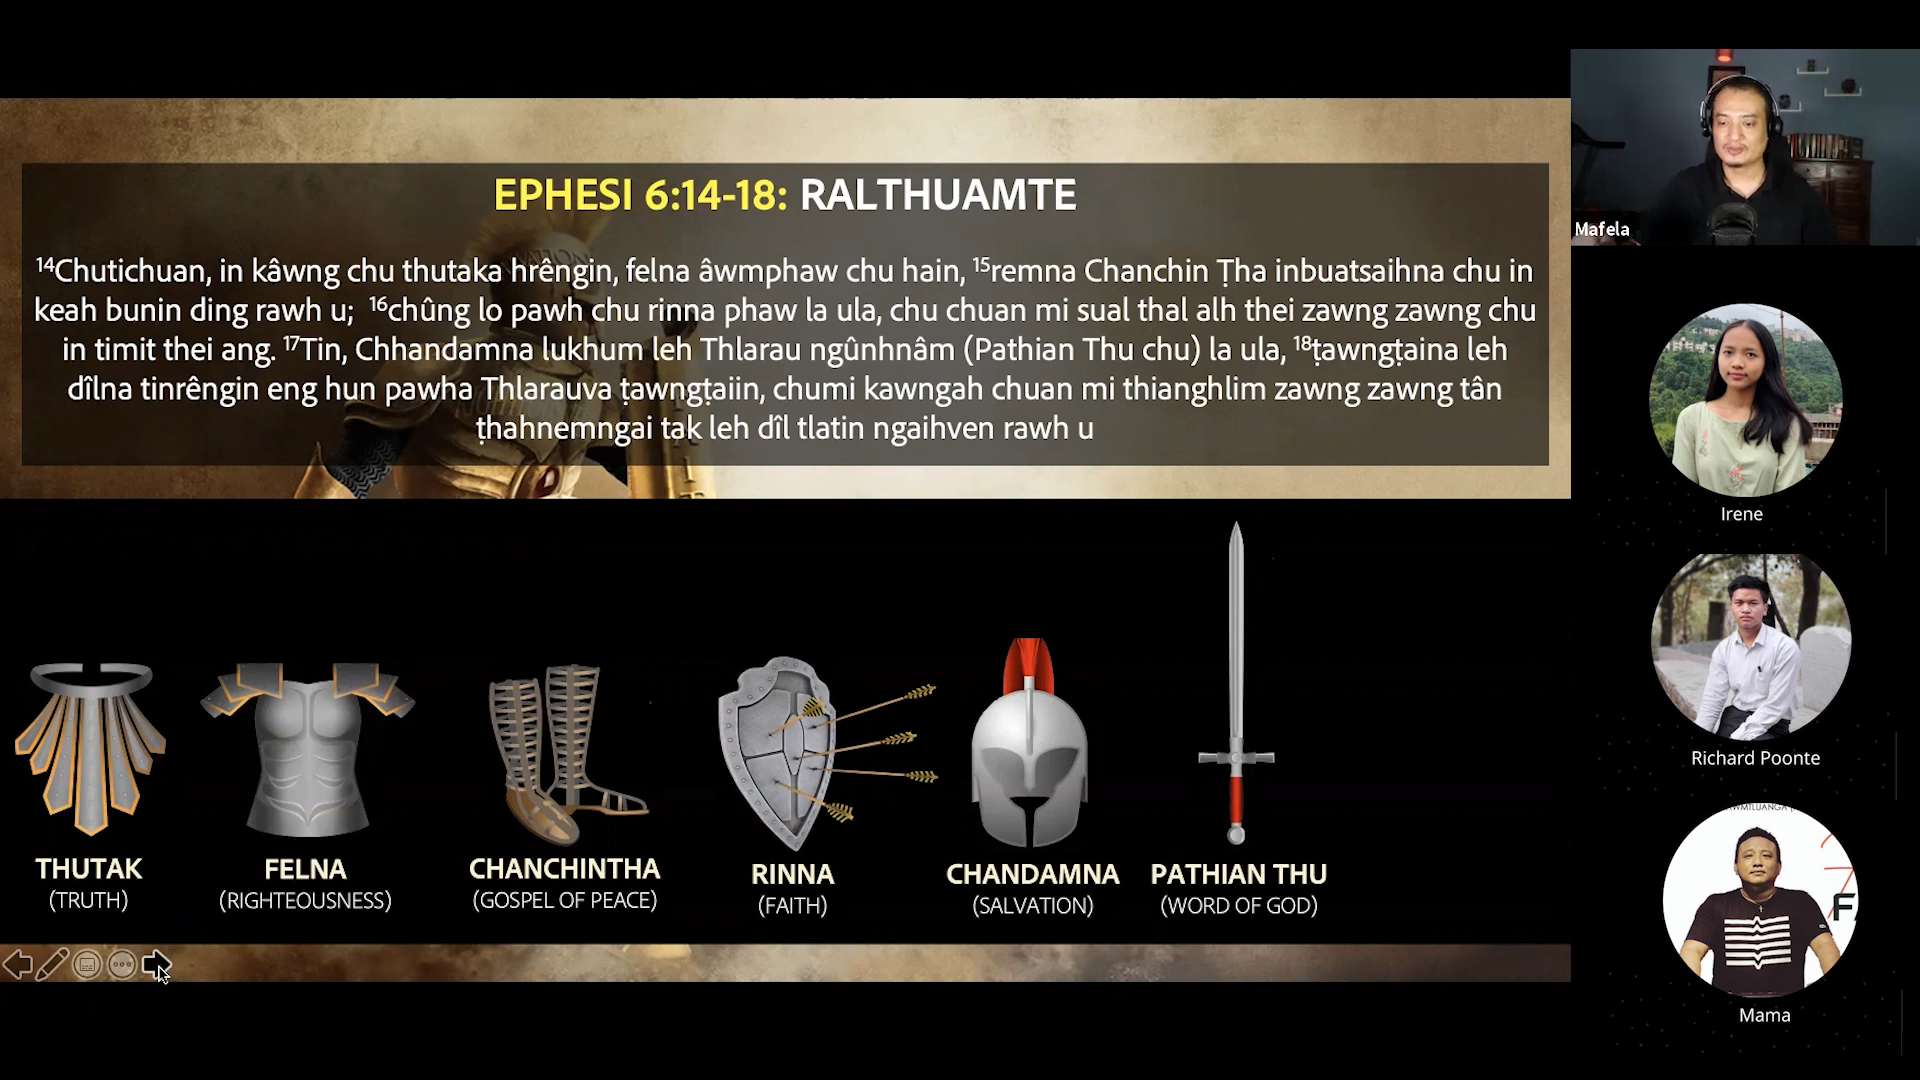 EPHESI 6:14-18: RALTHUAMTE
¹⁴Chutichuan, in kâwng chu thutaka hrêngin, felna âwmphaw chu hain, ¹⁵remna Chanchin Ṭha inbuatsaihna chu in
keah bunin ding rawh u; ¹⁶chûng lo pawh chu rinna phaw la ula, chu chuan mi sual thal alh thei zawng zawng chu
in timit thei ang. ¹⁷Tin, Chhandamna lukhum leh Thlarau ngûnhnâm (Pathian Thu chu) la ula, ¹⁸ṭawngṭaina leh
dîlna tinrêngin eng hun pawha Thlarauva ṭawngṭaiin, chumi kawngah chuan mi thianghlim zawng zawng tân
ṭhahnemngai tak leh dîl tlatin ngaihven rawh u
THUTAK
(TRUTH)
FELNA
(RIGHTEOUSNESS)
CHANCHINTHA
(GOSPEL OF PEACE)
RINNA
(FAITH)
CHANDAMNA
(SALVATION)
PATHIAN THU
(WORD OF GOD)
Mafela
Irene
Richard Poonte
Mama